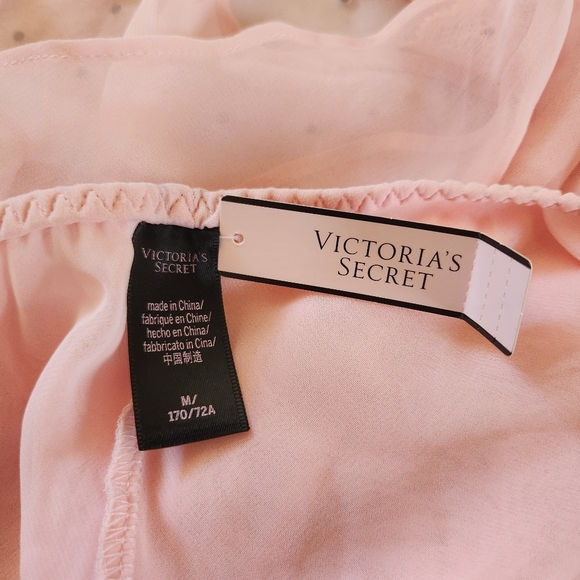 VICTORIA'S
SECRET
made in China/
fabriqué en Chine/
hecho en China/
fabbricato in Cina/
中国制造
M/
170/72A
VICTORIA'S
SECRET